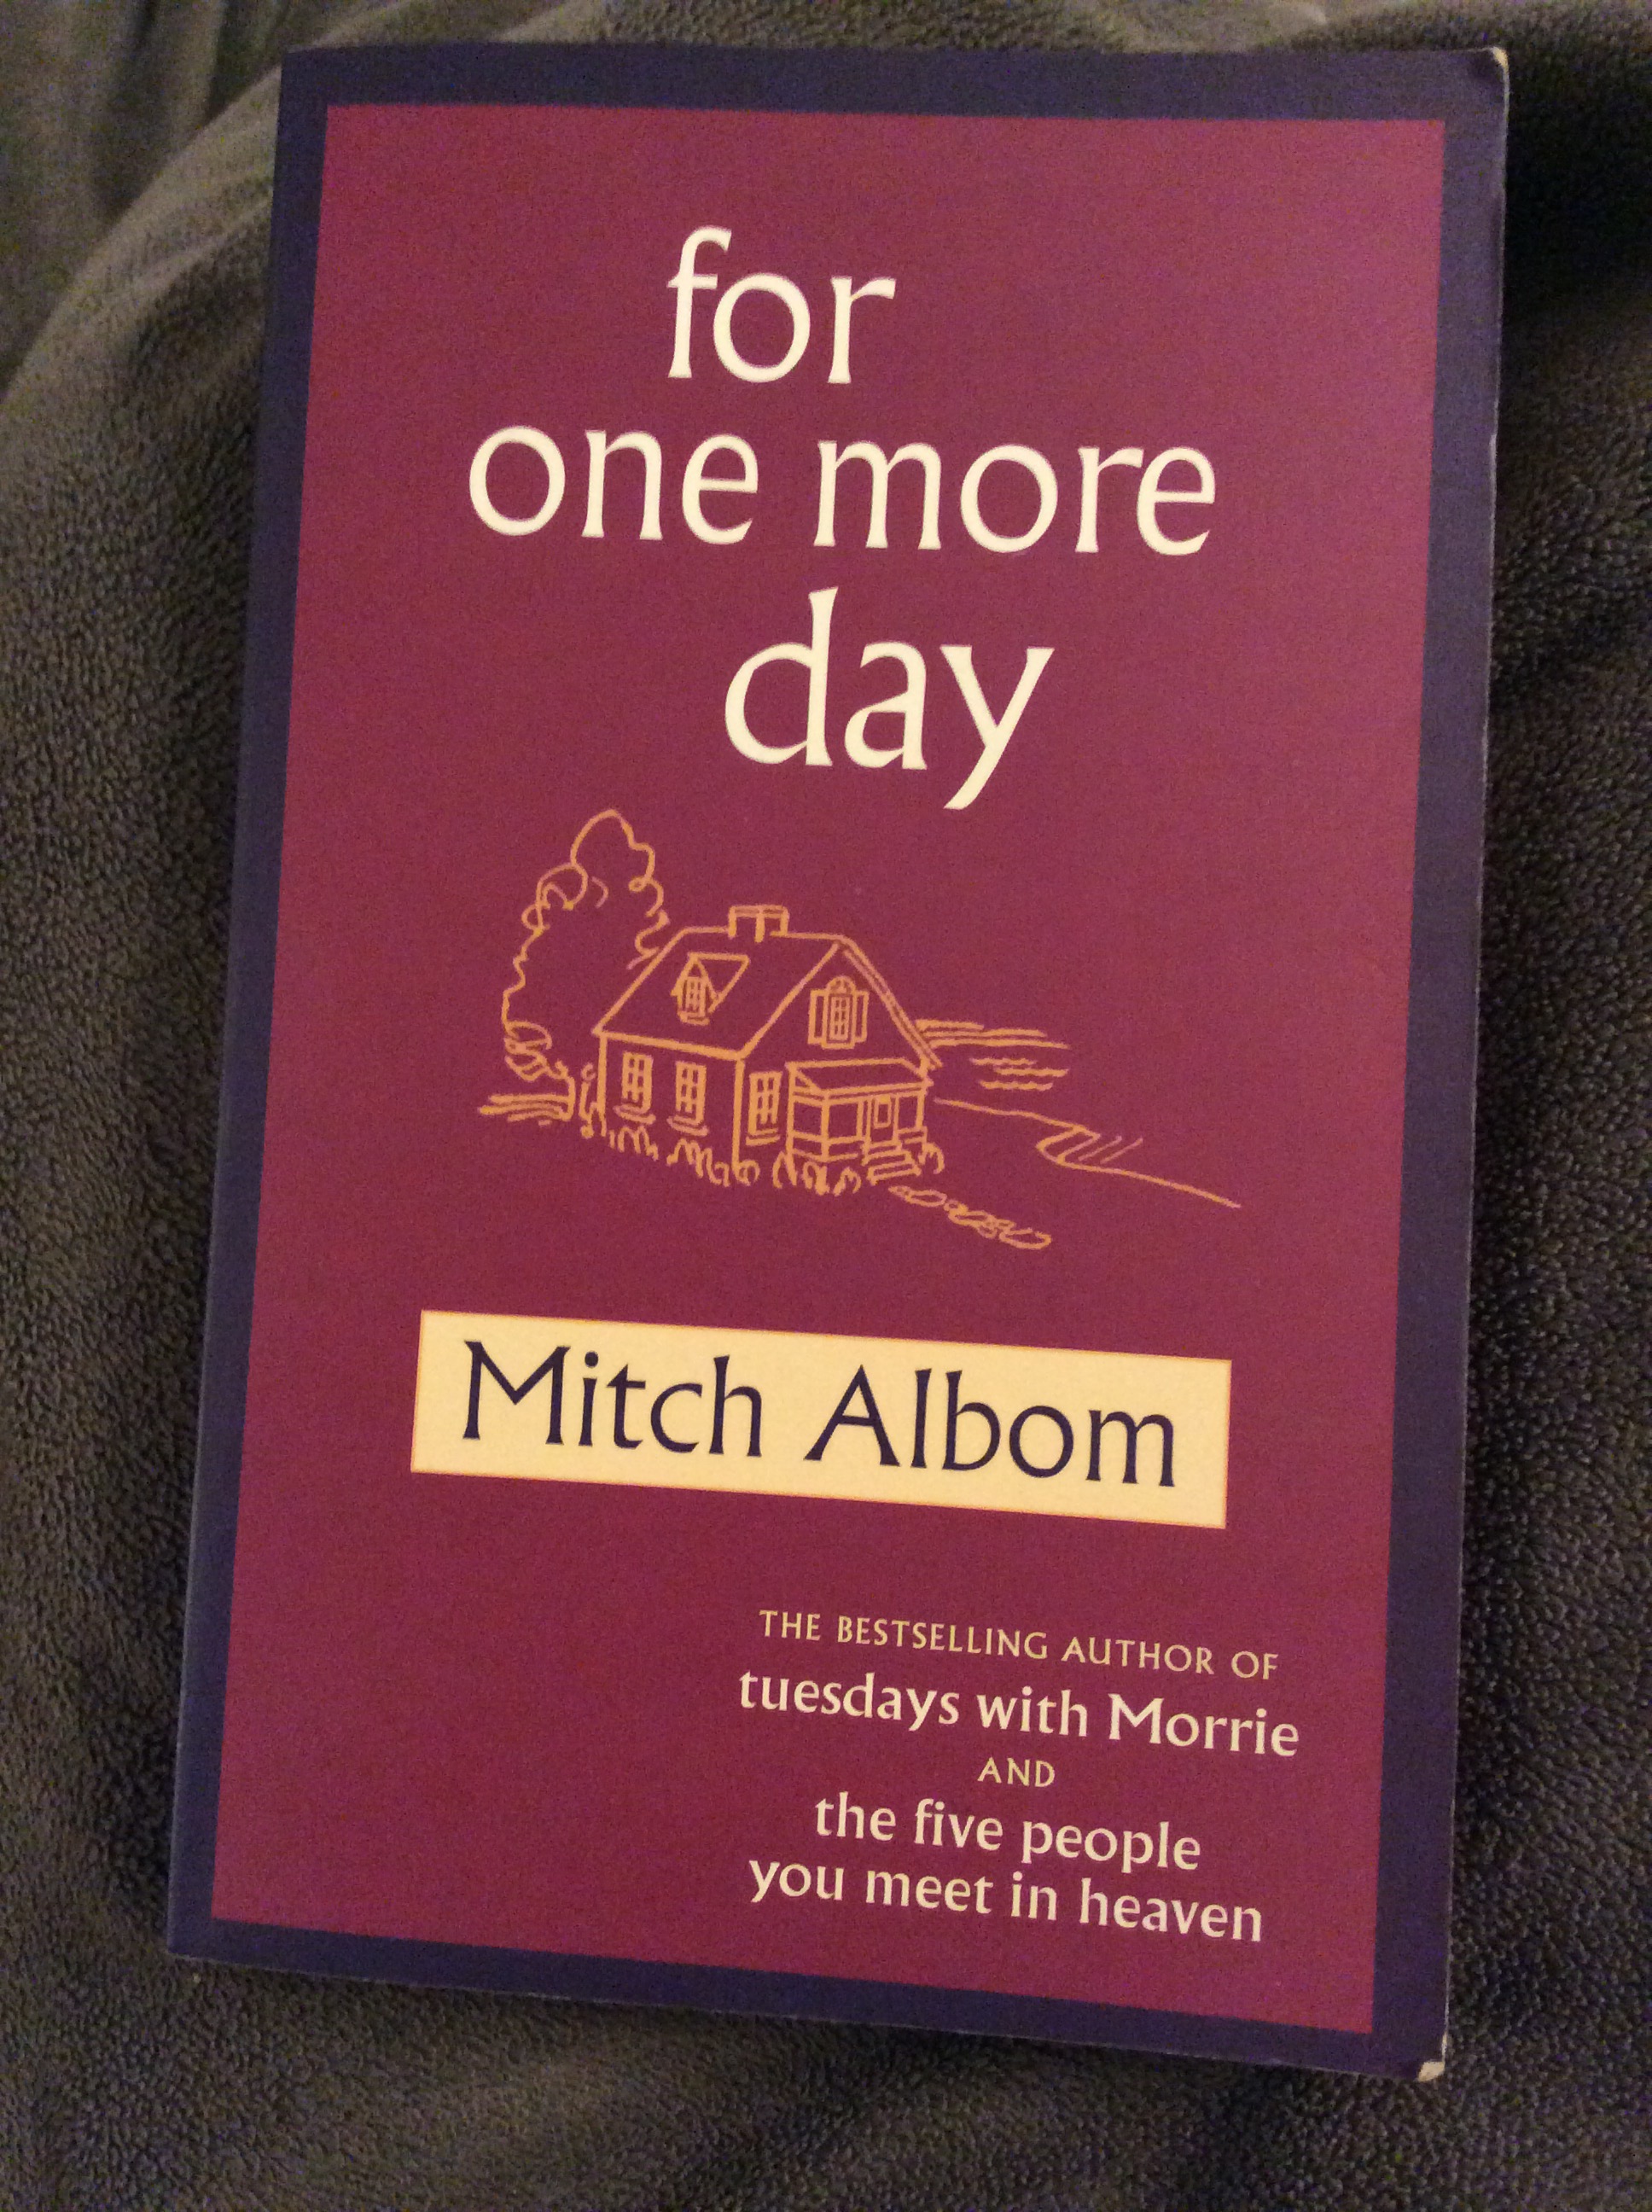 for
one more
day
Mitch Albom
THE BESTSELLING AUTHOR OF
tuesdays with Morrie
AND
the five people
you meet in heaven